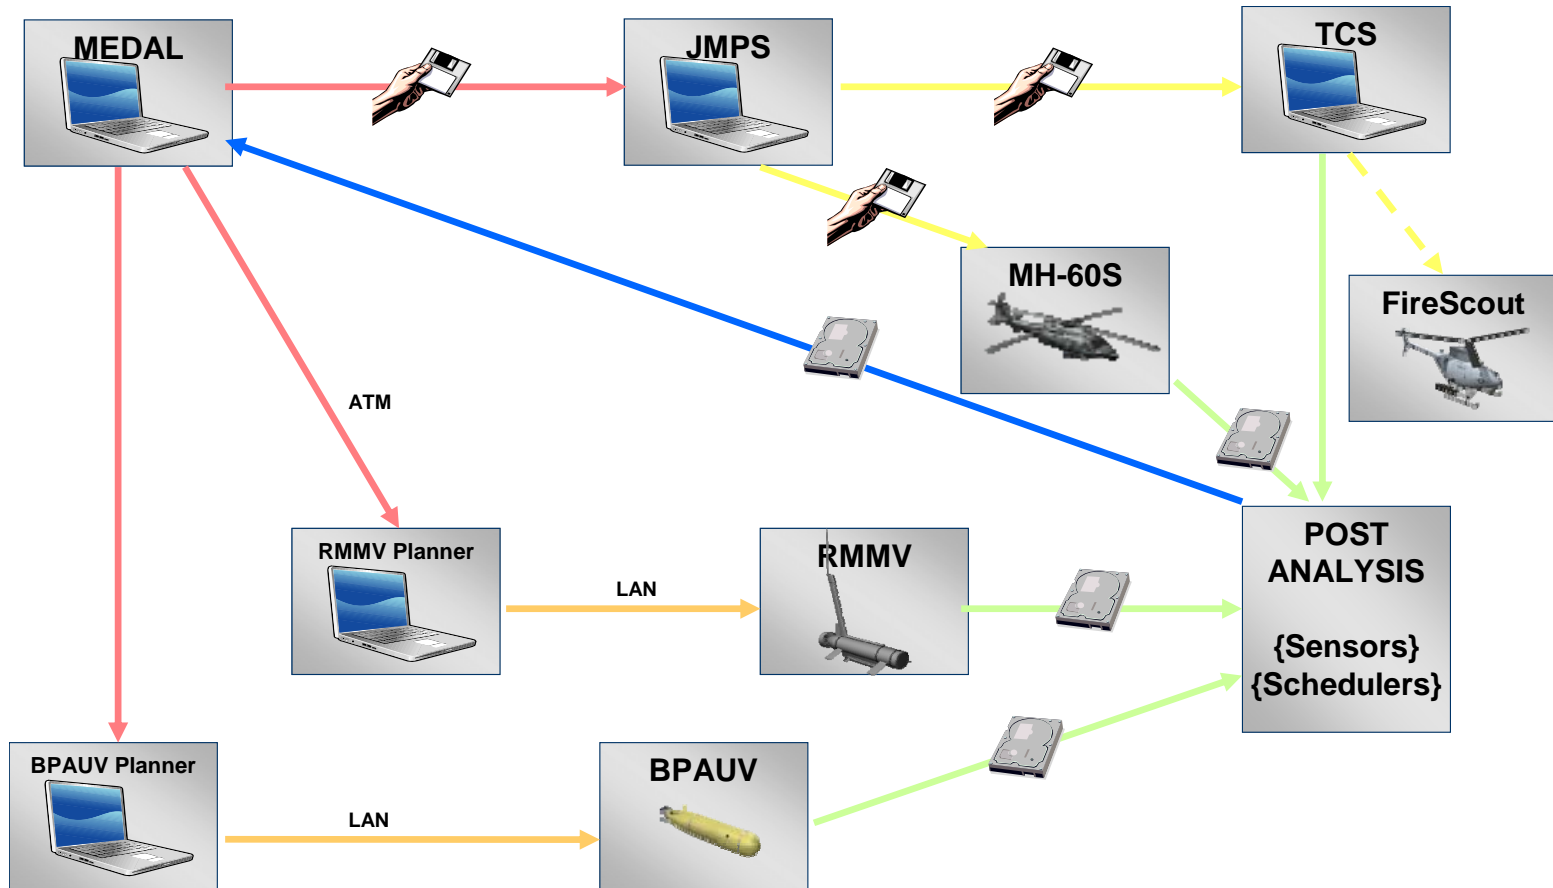 MEDAL
JMPS
TCS
MH-60S
FireScout
ATM
RMMV Planner
LAN
RMMV
POST
ANALYSIS
{Sensors}
{Schedulers}
BPAUV Planner
LAN
BPAUV